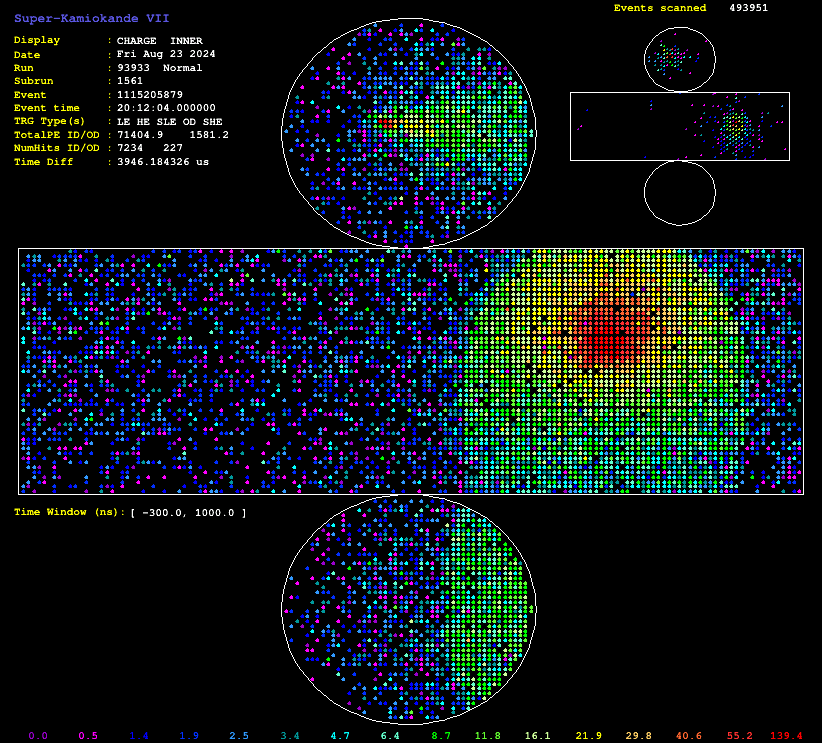 Super-Kamiokande VII
Events scanned 493951
Display : CHARGE INNER
Date : Fri Aug 23 2024
Run : 93933 Normal
Subrun : 1561
Event : 1115205879
Event time : 20:12:04.000000
TRG Type(s) : LE HE SLE OD SHE
TotalPE ID/OD : 71404.9 1581.2
NumHits ID/OD : 7234 227
Time Diff : 3946.184326 us
Time Window (ns): [ -300.0, 1000.0 ]
0.0 0.5 1.4 1.9 2.5 3.4 4.7 6.4 8.7 11.8 16.1 21.9 29.8 40.6 55.2 139.4